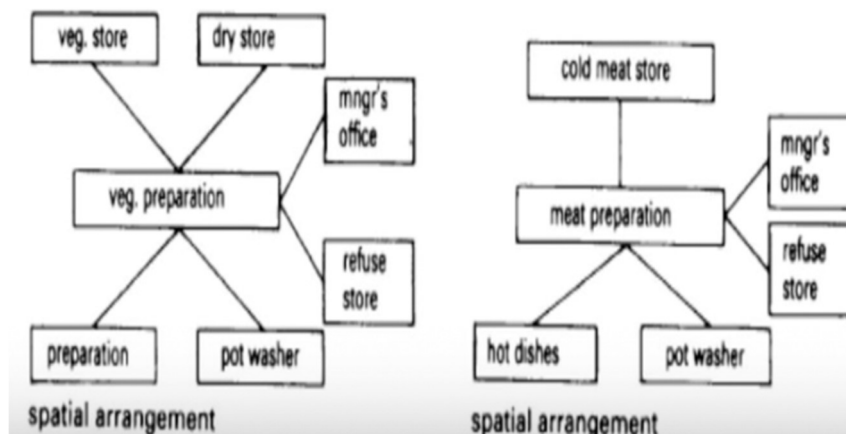 veg. store
dry store
mngr's
office
veg. preparation
refuse
store
preparation
pot washer
spatial arrangement
cold meat store
mngr's
office
meat preparation
refuse
store
hot dishes
pot washer
spatial arrangement